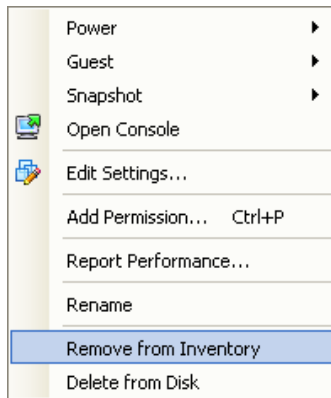 Power
Guest
Snapshot
Open Console
Edit Settings...
Add Permission... Ctrl+P
Report Performance...
Rename
Remove from Inventory
Delete from Disk